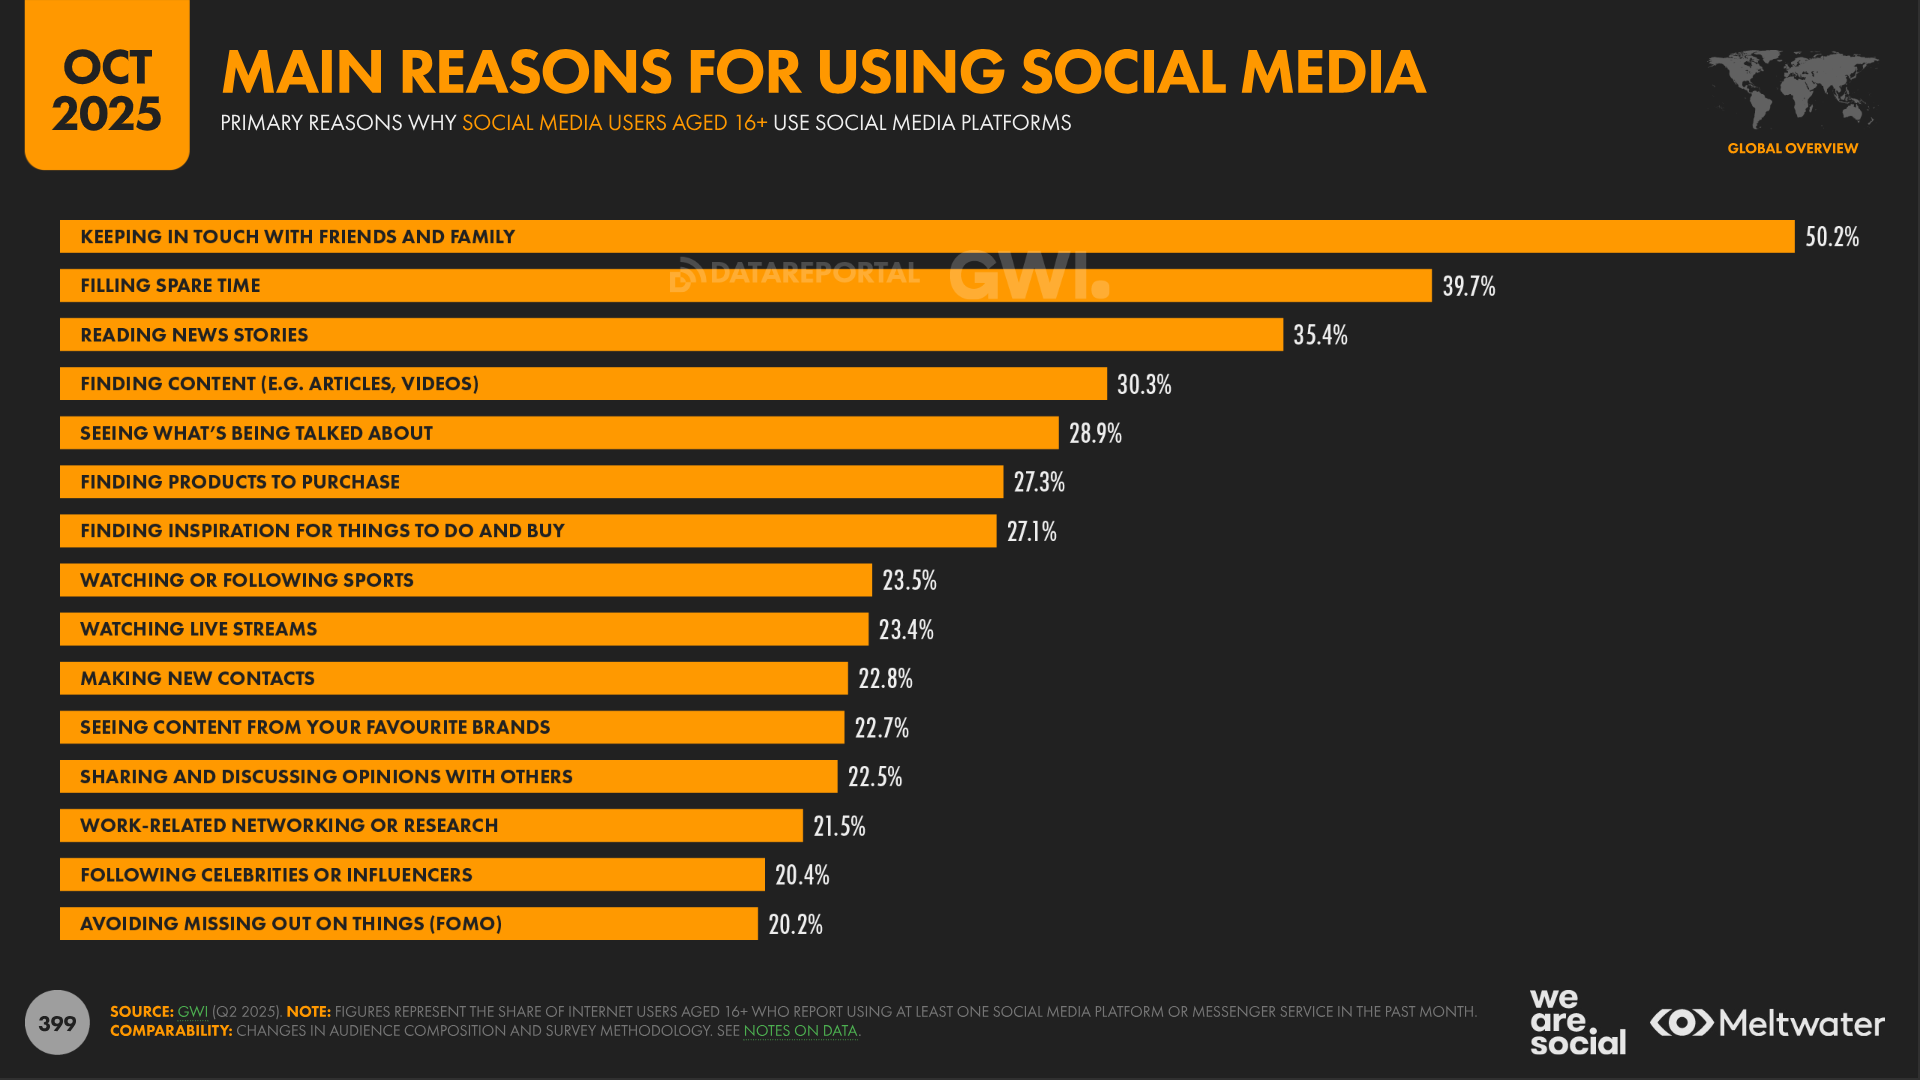 OCT
2025
MAIN REASONS FOR USING SOCIAL MEDIA
PRIMARY REASONS WHY SOCIAL MEDIA USERS AGED 16+ USE SOCIAL MEDIA PLATFORMS
GLOBAL OVERVIEW
KEEPING IN TOUCH WITH FRIENDS AND FAMILY 50.2%
DATAREPORTAL GWI.
FILLING SPARE TIME 39.7%
READING NEWS STORIES 35.4%
FINDING CONTENT (E.G. ARTICLES, VIDEOS) 30.3%
SEEING WHAT'S BEING TALKED ABOUT 28.9%
FINDING PRODUCTS TO PURCHASE 27.3%
FINDING INSPIRATION FOR THINGS TO DO AND BUY 27.1%
WATCHING OR FOLLOWING SPORTS 23.5%
WATCHING LIVE STREAMS 23.4%
MAKING NEW CONTACTS 22.8%
SEEING CONTENT FROM YOUR FAVOURITE BRANDS 22.7%
SHARING AND DISCUSSING OPINIONS WITH OTHERS 22.5%
WORK-RELATED NETWORKING OR RESEARCH 21.5%
FOLLOWING CELEBRITIES OR INFLUENCERS 20.4%
AVOIDING MISSING OUT ON THINGS (FOMO) 20.2%
399
SOURCE: GWI (Q2 2025). NOTE: FIGURES REPRESENT THE SHARE OF INTERNET USERS AGED 16+ WHO REPORT USING AT LEAST ONE SOCIAL MEDIA PLATFORM OR MESSENGER SERVICE IN THE PAST MONTH.
COMPARABILITY: CHANGES IN AUDIENCE COMPOSITION AND SURVEY METHODOLOGY. SEE NOTES ON DATA.
we
are
social
Meltwater